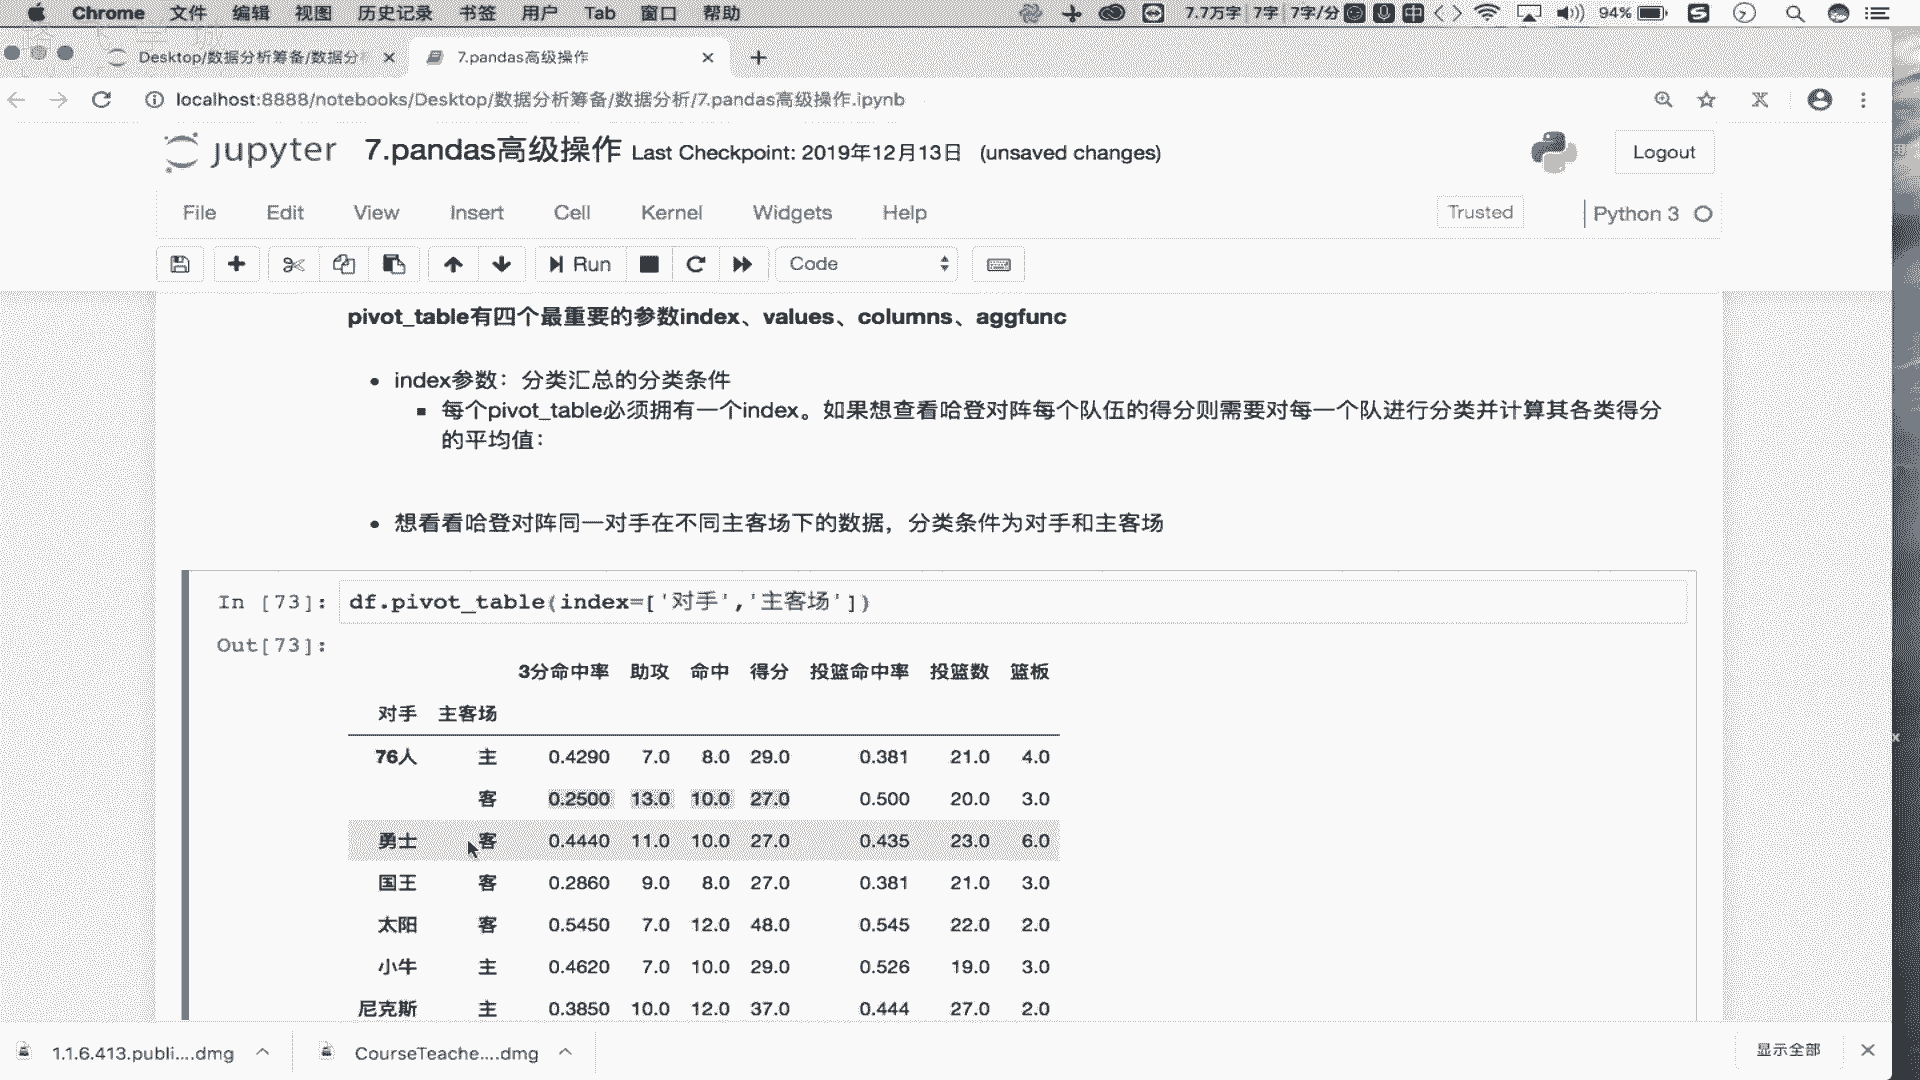 Chrome 文件 编辑 视图 历史记录 书签 用户 Tab 窗口 帮助 7.7万字 7字 7字/分 中 94%
Desktop/数据分析筹备/数据分 7.pandas高级操作
localhost:8888/notebooks/Desktop/数据分析筹备/数据分析/7.pandas高级操作.ipynb
jupyter 7.pandas高级操作 Last Checkpoint: 2019年12月13日 (unsaved changes) Logout
File Edit View Insert Cell Kernel Widgets Help Trusted Python 3
Run Code
pivot_table有四个最重要的参数index、values、columns、aggfunc
index参数：分类汇总的分类条件
每个pivot_table必须拥有一个index。如果想查看哈登对阵每个队伍的得分则需要对每一个队进行分类并计算其各类得分
的平均值：
想看看哈登对阵同一对手在不同主客场下的数据，分类条件为对手和主客场
In [73]: df.pivot_table(index=['对手','主客场'])
Out[73]:
3分命中率 助攻 命中 得分 投篮命中率 投篮数 篮板
对手 主客场
76人 主 0.4290 7.0 8.0 29.0 0.381 21.0 4.0
客 0.2500 13.0 10.0 27.0 0.500 20.0 3.0
勇士 客 0.4440 11.0 10.0 27.0 0.435 23.0 6.0
国王 客 0.2860 9.0 8.0 27.0 0.381 21.0 3.0
太阳 客 0.5450 7.0 12.0 48.0 0.545 22.0 2.0
小牛 主 0.4620 7.0 10.0 29.0 0.526 19.0 3.0
尼克斯 主 0.3850 10.0 12.0 37.0 0.444 27.0 2.0
1.1.6.413.publi....dmg CourseTeache....dmg 显示全部